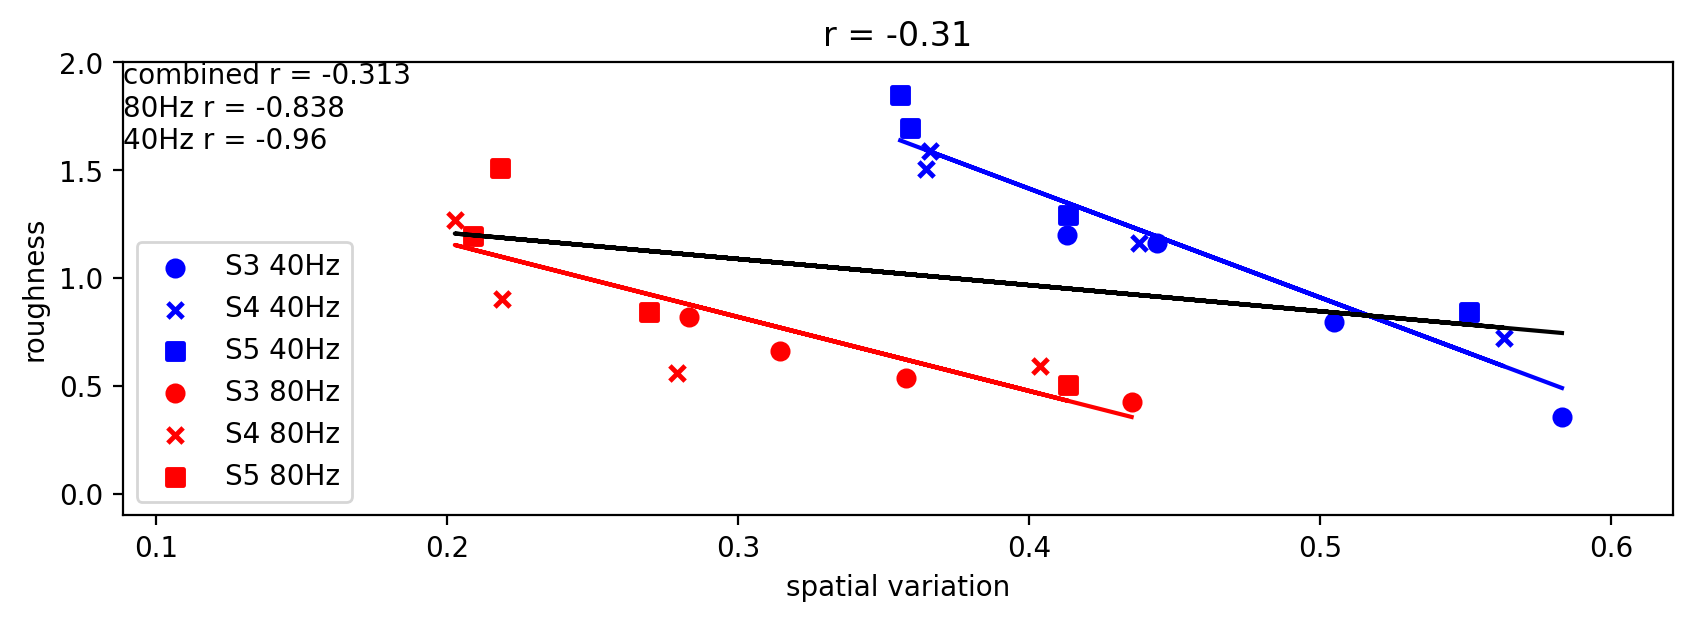 r = -0.31
combined r = -0.313
80Hz r = -0.838
40Hz r = -0.96
2.0
1.5
1.0
0.5
0.0
roughness
S3 40Hz
S4 40Hz
S5 40Hz
S3 80Hz
S4 80Hz
S5 80Hz
0.1 0.2 0.3 0.4 0.5 0.6
spatial variation